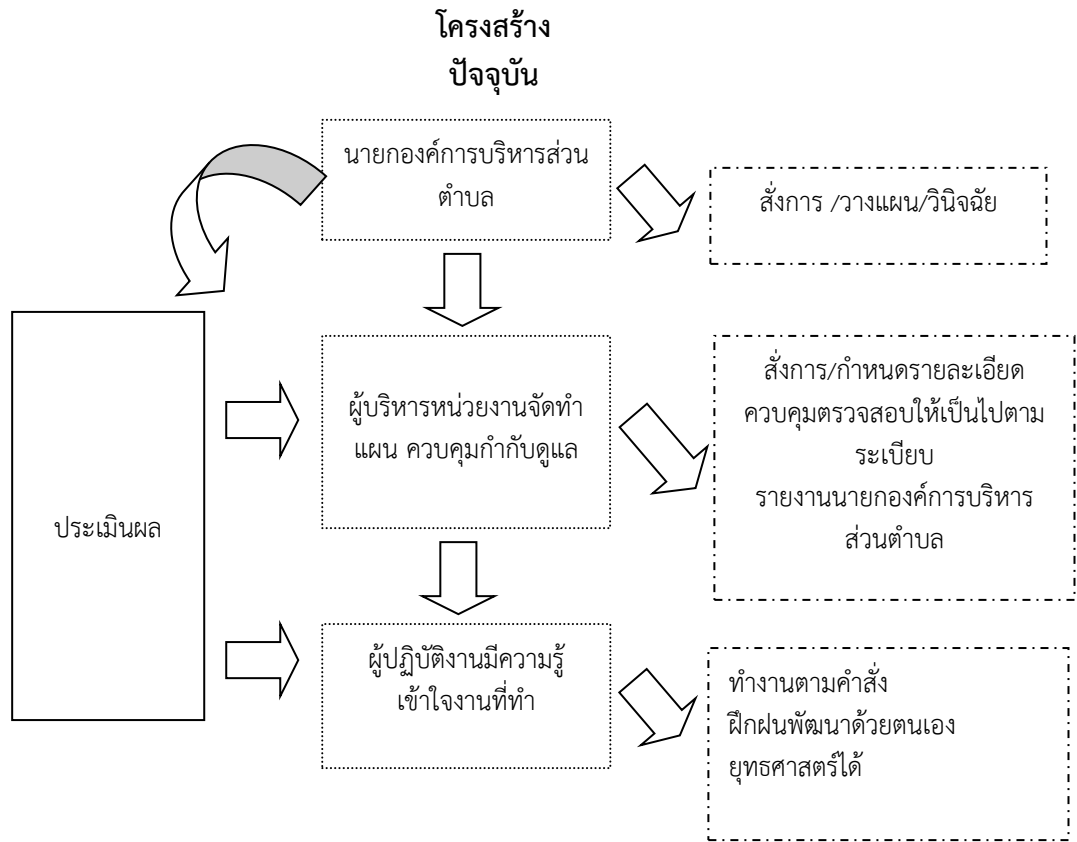 โครงสร้าง
ปัจจุบัน
นายกองค์การบริหารส่วน
ตำบล
สั่งการ /วางแผน/วินิจฉัย
ผู้บริหารหน่วยงานจัดทำ
แผน ควบคุมกำกับดูแล
สั่งการ/กำหนดรายละเอียด
ควบคุมตรวจสอบให้เป็นไปตาม
ระเบียบ
รายงานนายกองค์การบริหาร
ส่วนตำบล
ประเมินผล
ผู้ปฏิบัติงานมีความรู้
เข้าใจงานที่ทำ
ทำงานตามคำสั่ง
ฝึกฝนพัฒนาด้วยตนเอง
ยุทธศาสตร์ได้